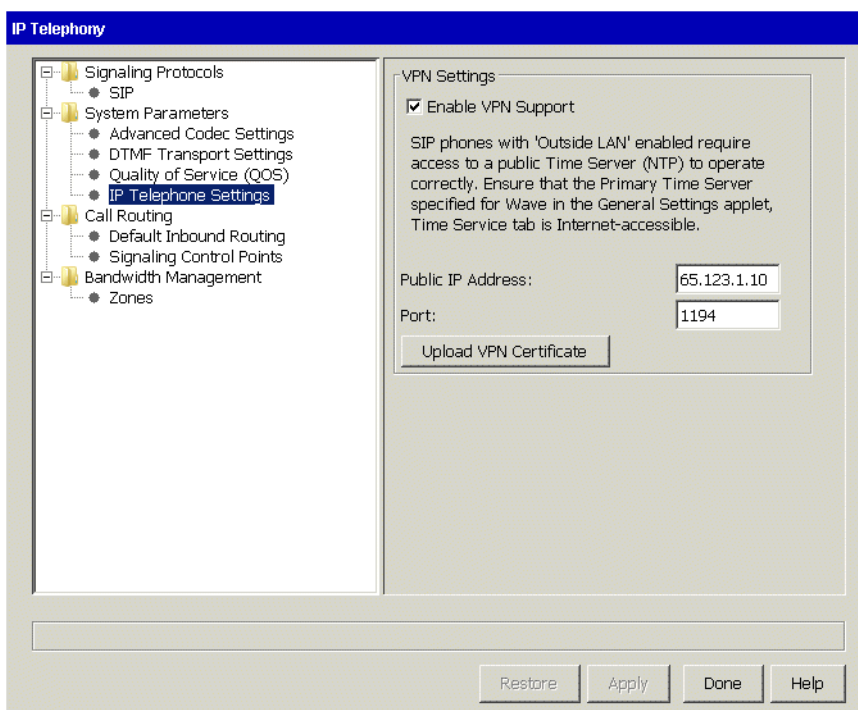 IP Telephony
Signaling Protocols
SIP
System Parameters
Advanced Codec Settings
DTMF Transport Settings
Quality of Service (QOS)
IP Telephone Settings
Call Routing
Default Inbound Routing
Signaling Control Points
Bandwidth Management
Zones
VPN Settings
Enable VPN Support
SIP phones with 'Outside LAN' enabled require
access to a public Time Server (NTP) to operate
correctly. Ensure that the Primary Time Server
specified for Wave in the General Settings applet,
Time Service tab is Internet-accessible.
Public IP Address: 65.123.1.10
Port: 1194
Upload VPN Certificate
Restore Apply Done Help